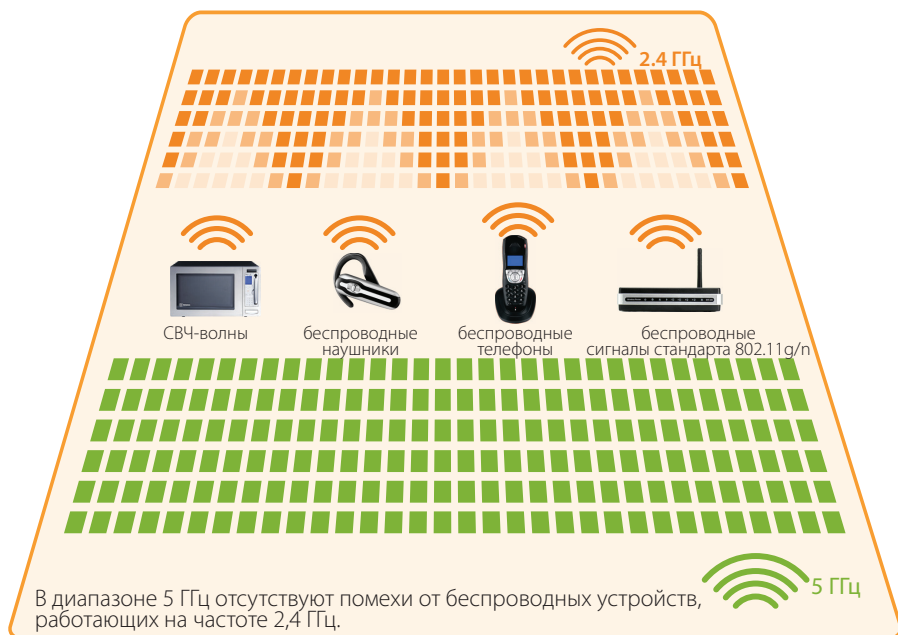 2.4 ГГц
СВЧ-волны
беспроводные
наушники
беспроводные
телефоны
беспроводные
сигналы стандарта 802.11g/n
5 ГГц
В диапазоне 5 ГГц отсутствуют помехи от беспроводных устройств,
работающих на частоте 2,4 ГГц.